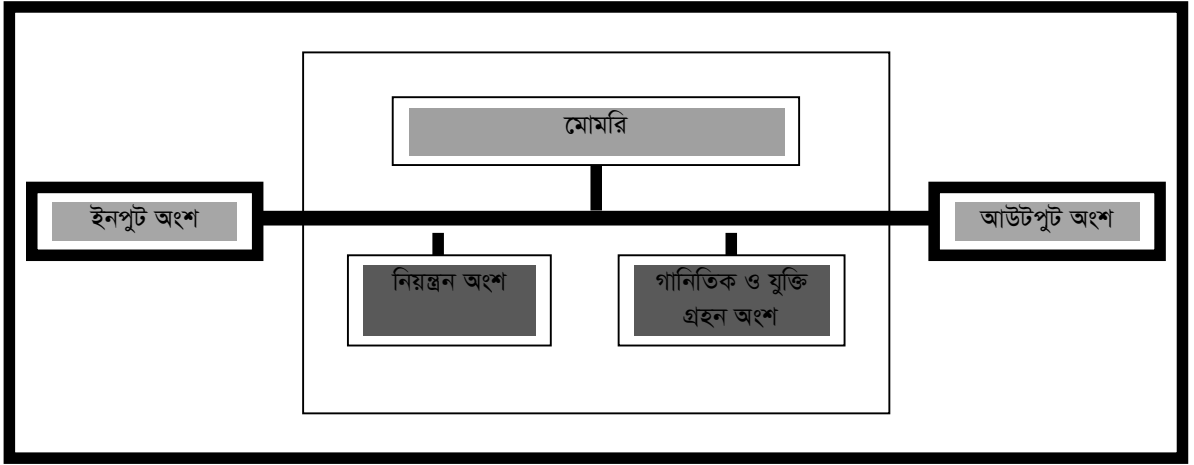 মোমরি
ইনপুট অংশ
আউটপুট অংশ
নিয়ন্ত্রন অংশ
গানিতিক ও যুক্তি
গ্রহন অংশ